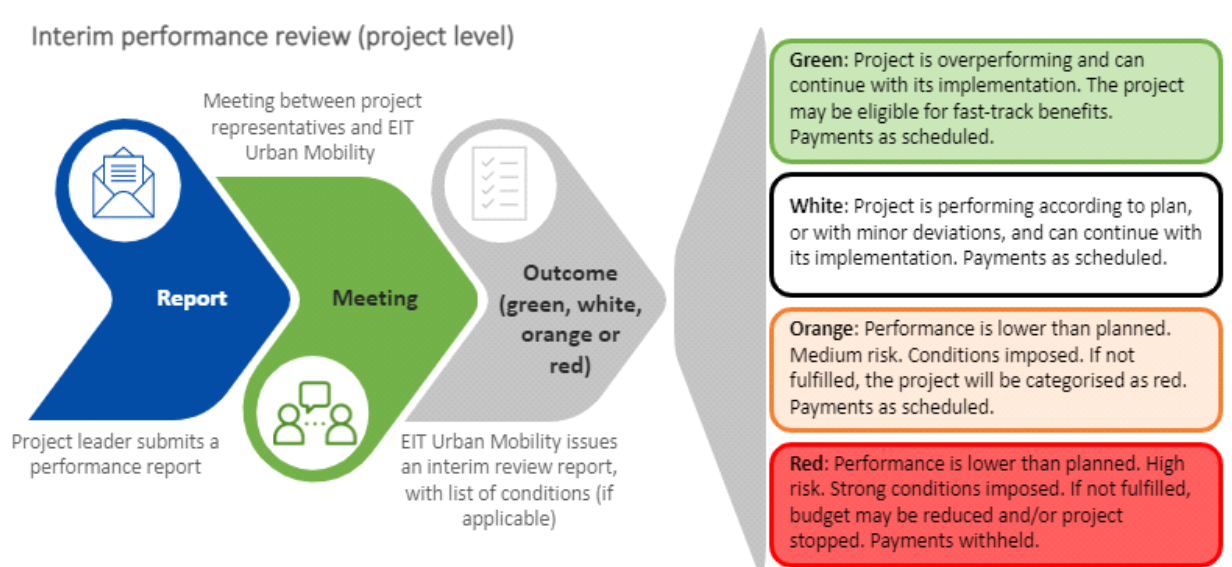 Interim performance review (project level)
Meeting between project
representatives and EIT
Urban Mobility
Report
Meeting
Outcome
(green, white,
orange or
red)
Project leader submits a
performance report
EIT Urban Mobility issues
an interim review report,
with list of conditions (if
applicable)
Green: Project is overperforming and can
continue with its implementation. The project
may be eligible for fast-track benefits.
Payments as scheduled.
White: Project is performing according to plan,
or with minor deviations, and can continue with
its implementation. Payments as scheduled.
Orange: Performance is lower than planned.
Medium risk. Conditions imposed. If not
fulfilled, the project will be categorised as red.
Payments as scheduled.
Red: Performance is lower than planned. High
risk. Strong conditions imposed. If not fulfilled,
budget may be reduced and/or project
stopped. Payments withheld.